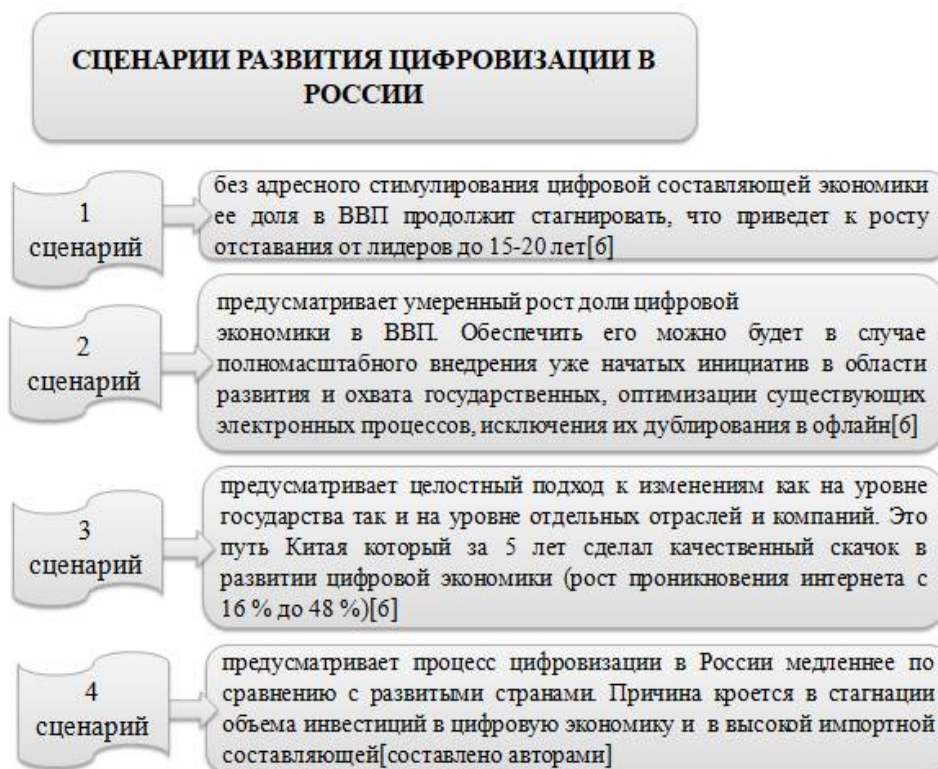 СЦЕНАРИИ РАЗВИТИЯ ЦИФРОВИЗАЦИИ В
РОССИИ
1
сценарий
без адресного стимулирования цифровой составляющей экономики
ее доля в ВВП продолжит стагнировать, что приведет к росту
отставания от лидеров до 15-20 лет[6]
2
сценарий
предусматривает умеренный рост доли цифровой
экономики в ВВП. Обеспечить его можно будет в случае
полномасштабного внедрения уже начатых инициатив в области
развития и охвата государственных, оптимизации существующих
электронных процессов, исключения их дублирования в офлайн[6]
3
сценарий
предусматривает целостный подход к изменениям как на уровне
государства так и на уровне отдельных отраслей и компаний. Это
путь Китая который за 5 лет сделал качественный скачок в
развитии цифровой экономики (рост проникновения интернета с
16 % до 48 %)[6]
4
сценарий
предусматривает процесс цифровизации в России медленнее по
сравнению с развитыми странами. Причина кроется в стагнации
объема инвестиций в цифровую экономику и в высокой импортной
составляющей[составлено авторами]